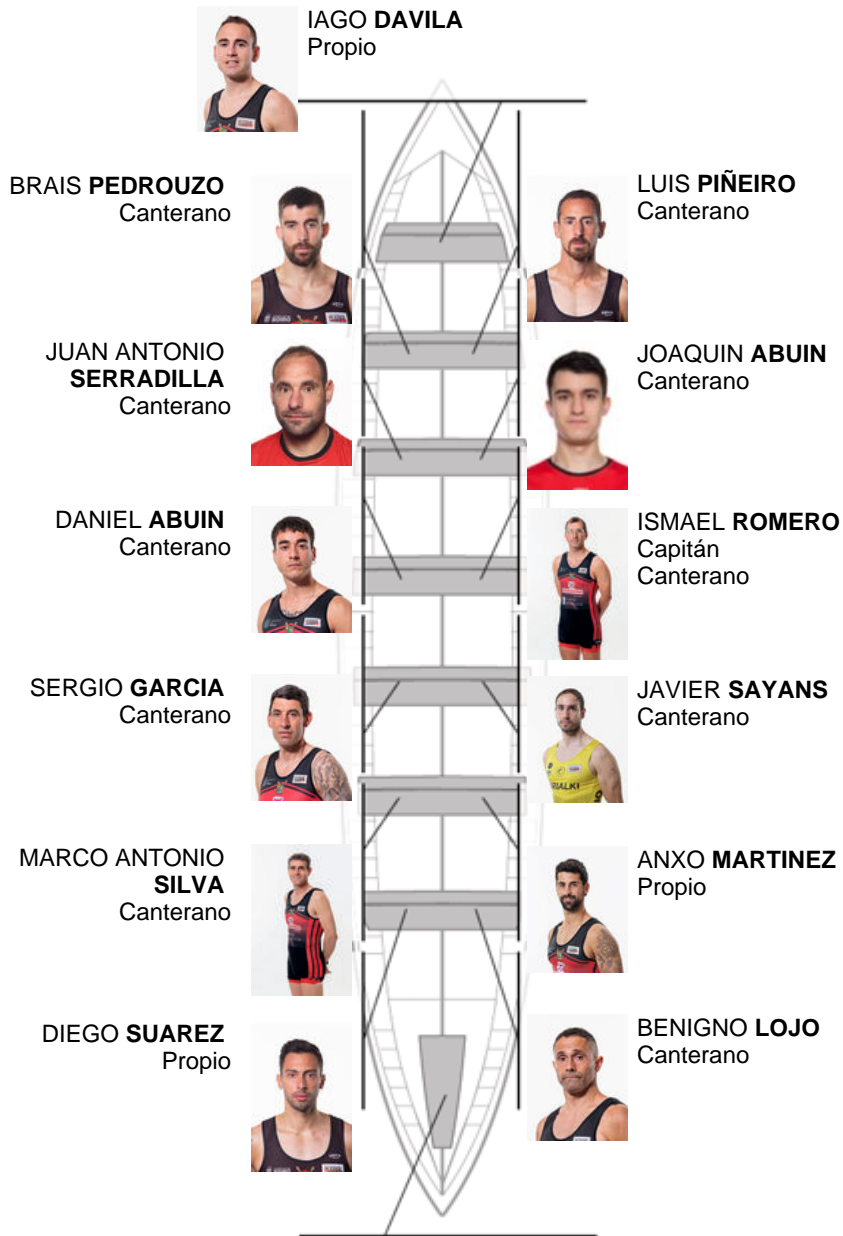 IAGO DAVILA
Propio
BRAIS PEDROUZO
Canterano
LUIS PIÑEIRO
Canterano
JUAN ANTONIO
SERRADILLA
Canterano
JOAQUIN ABUIN
Canterano
DANIEL ABUIN
Canterano
ISMAEL ROMERO
Capitán
Canterano
SERGIO GARCIA
Canterano
JAVIER SAYANS
Canterano
MARCO ANTONIO
SILVA
Canterano
ANXO MARTINEZ
Propio
DIEGO SUAREZ
Propio
BENIGNO LOJO
Canterano